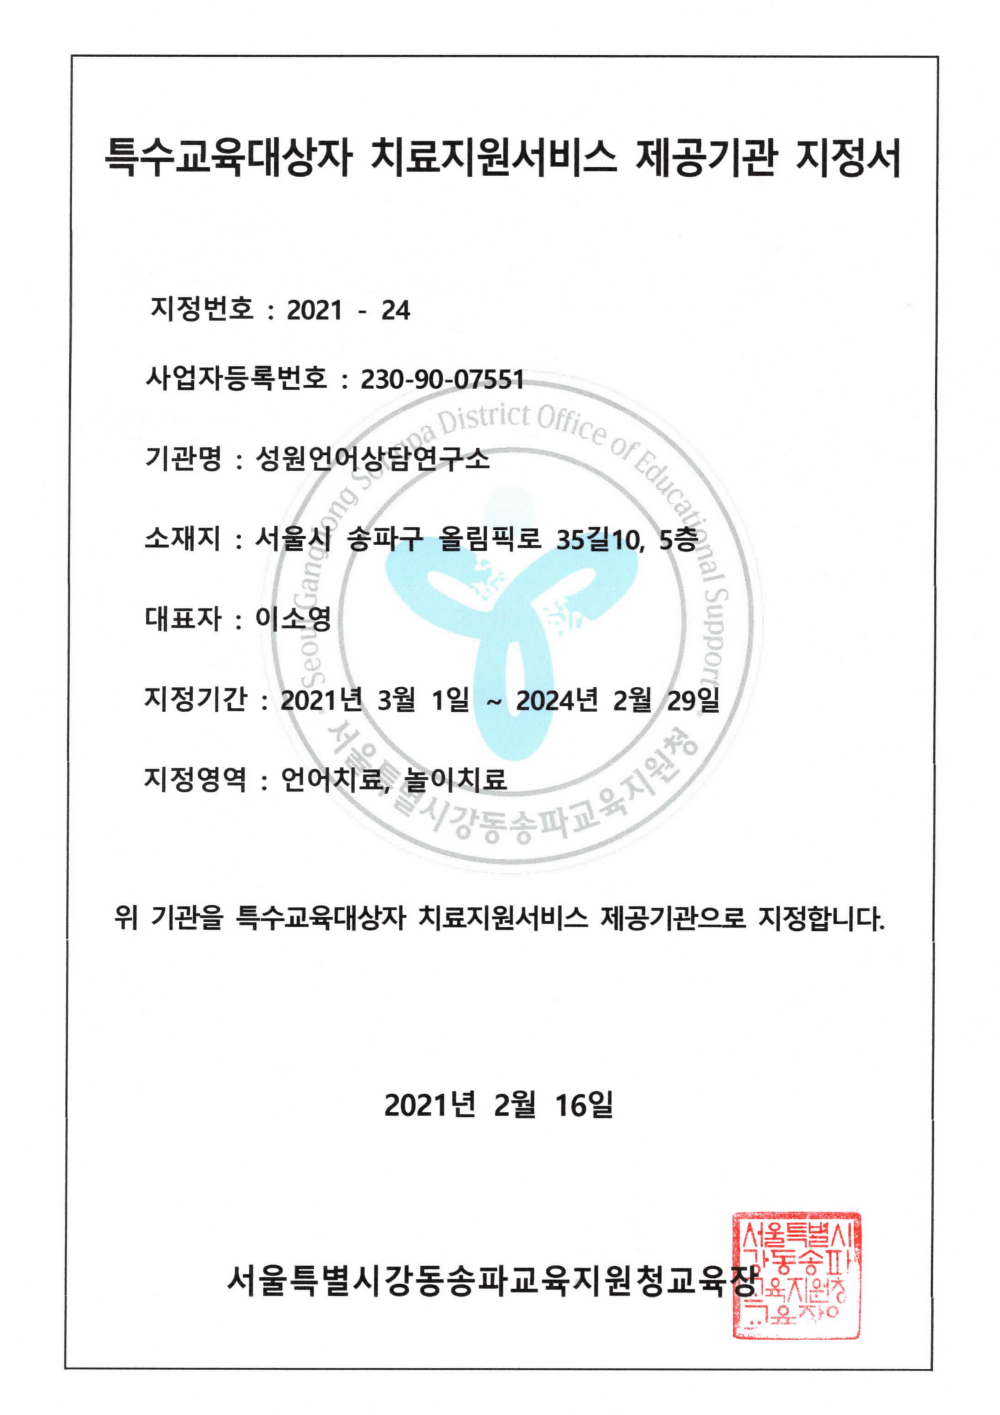 특수교육대상자 치료지원서비스 제공기관 지정서
지정번호 : 2021 - 24
사업자등록번호 : 230-90-07551
기관명 : 성원언어상담연구소
소재지 : 서울시 송파구 올림픽로 35길10, 5층
대표자 : 이소영
지정기간 : 2021년 3월 1일 ~ 2024년 2월 29일
지정영역 : 언어치료, 놀이치료
Seoul Gangdong Songpa District Office of Educational Support
서울특별시강동송파교육지원청
위 기관을 특수교육대상자 치료지원서비스 제공기관으로 지정합니다.
2021년 2월 16일
서울특별시강동송파교육지원청교육장
서울특별시
강동송파
교육지원청
교육장